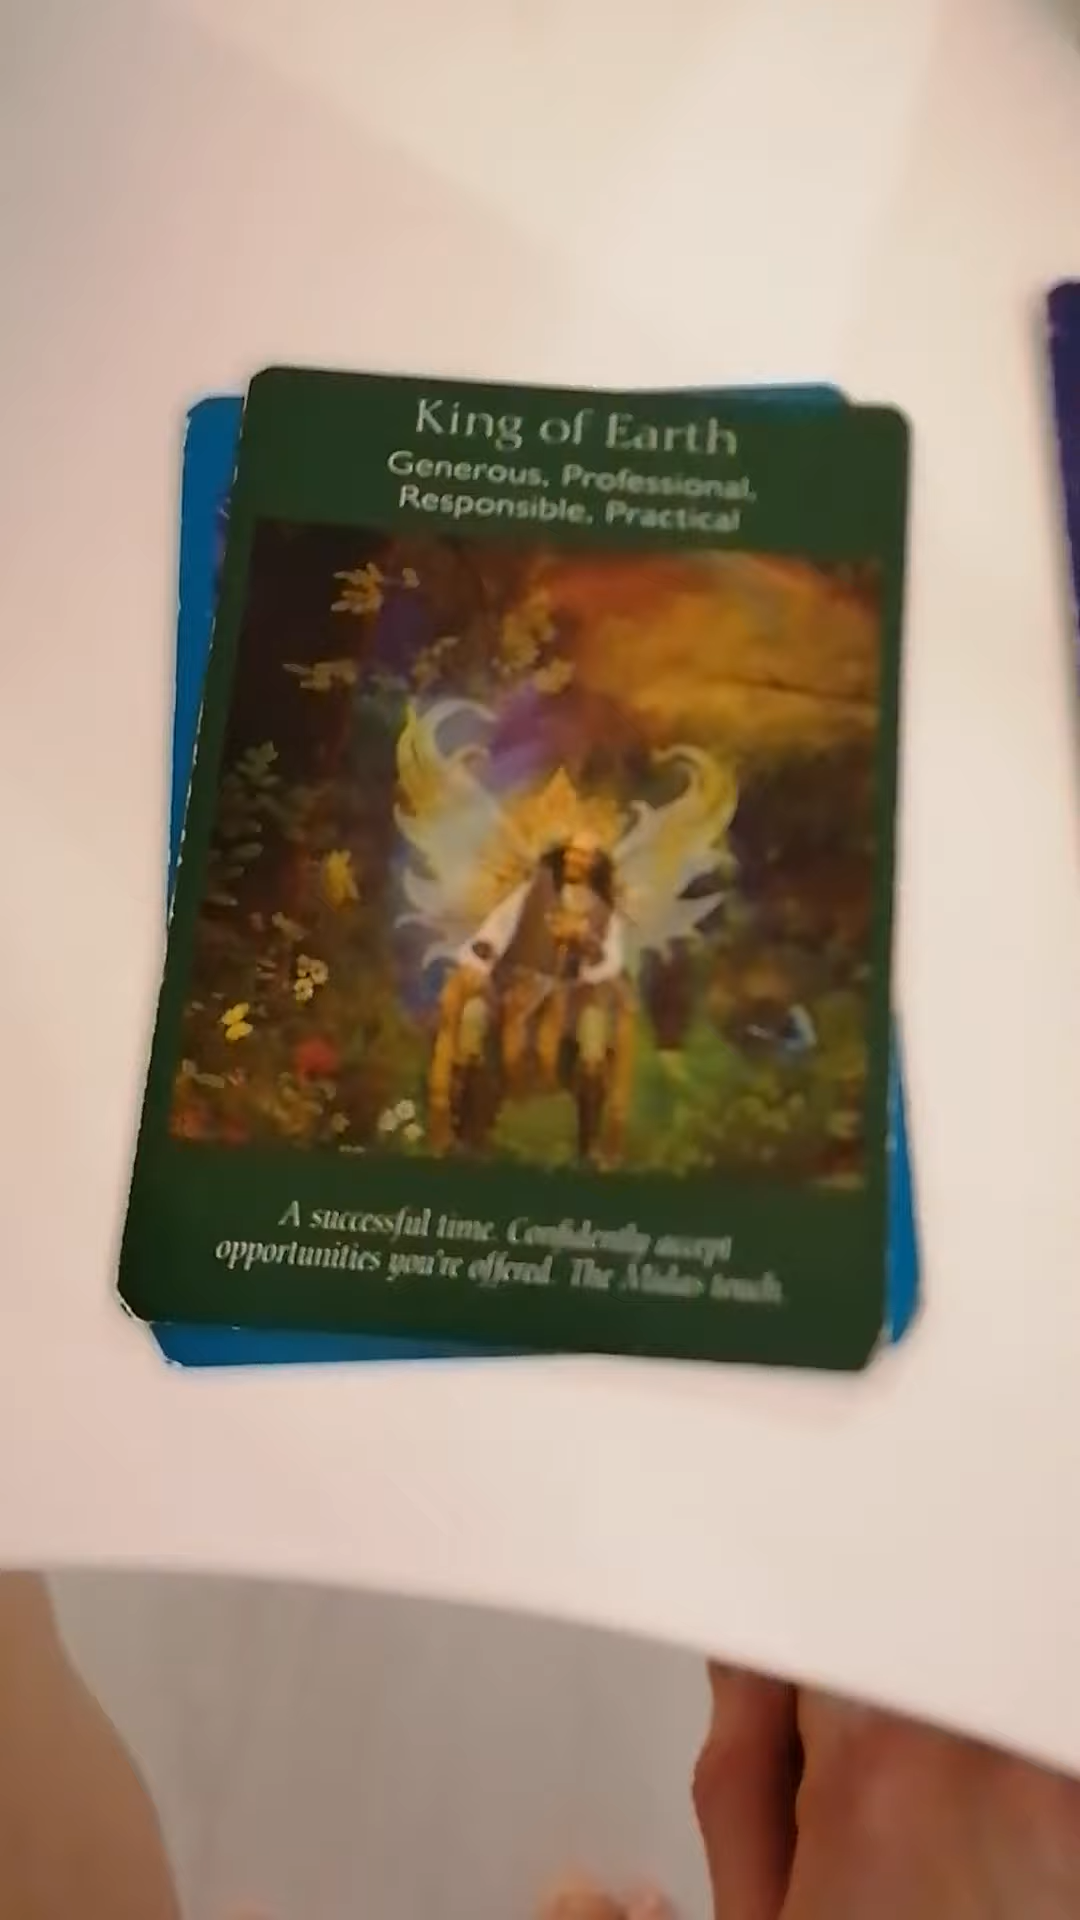 King of Earth
Generous, Professional,
Responsible, Practical
A successful time. Confidently accept
opportunities you're offered. The Midas touch.